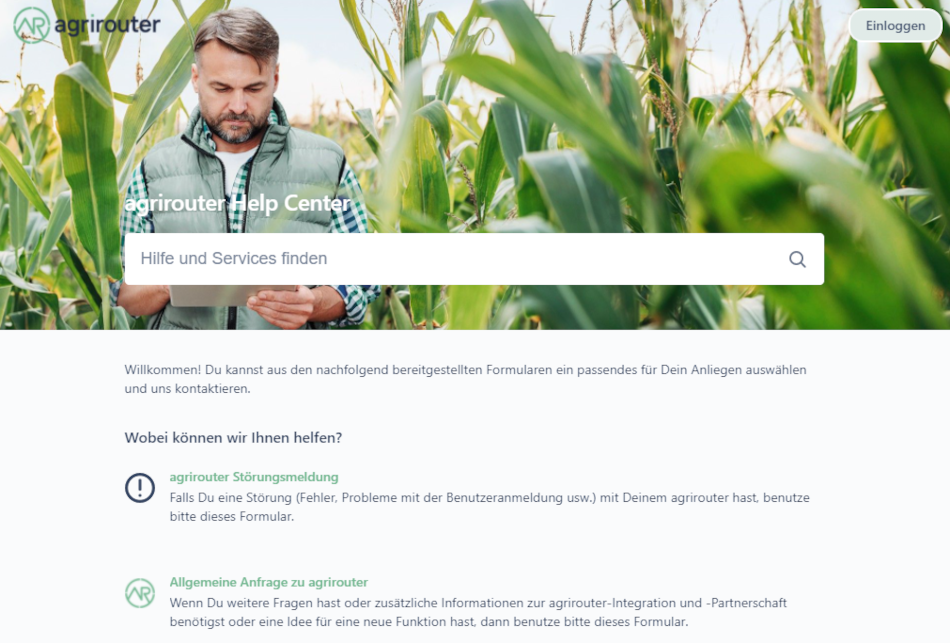 agrirouter
Einloggen
agrirouter Help Center
Hilfe und Services finden
Willkommen! Du kannst aus den nachfolgend bereitgestellten Formularen ein passendes für Dein Anliegen auswählen
und uns kontaktieren.
Wobei können wir Ihnen helfen?
agrirouter Störungsmeldung
Falls Du eine Störung (Fehler, Probleme mit der Benutzeranmeldung usw.) mit Deinem agrirouter hast, benutze
bitte dieses Formular.
Allgemeine Anfrage zu agrirouter
Wenn Du weitere Fragen hast oder zusätzliche Informationen zur agrirouter-Integration und -Partnerschaft
benötigst oder eine Idee für eine neue Funktion hast, dann benutze bitte dieses Formular.